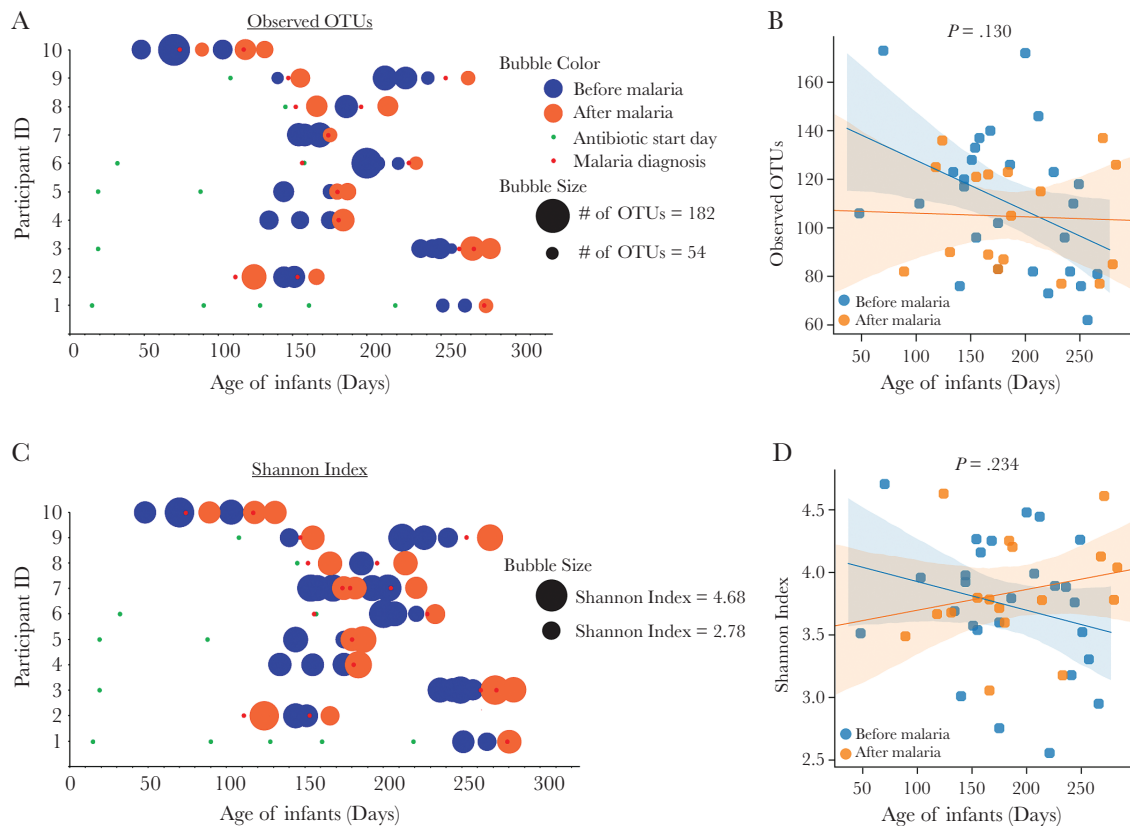 A
Observed OTUs
Participant ID
10
9
8
7
6
5
4
3
2
1
0
50
100
150
200
250
300
Age of infants (Days)
Bubble Color
Before malaria
After malaria
Antibiotic start day
Malaria diagnosis
Bubble Size
# of OTUs = 182
# of OTUs = 54
B
P = .130
Observed OTUs
160
140
120
100
80
60
Before malaria
After malaria
50
100
150
200
250
Age of infants (Days)
C
Shannon Index
Participant ID
10
9
8
7
6
5
4
3
2
1
0
50
100
150
200
250
300
Age of infants (Days)
Bubble Size
Shannon Index = 4.68
Shannon Index = 2.78
D
P = .234
Shannon Index
4.5
4.0
3.5
3.0
2.5
Before malaria
After malaria
50
100
150
200
250
Age of infants (Days)